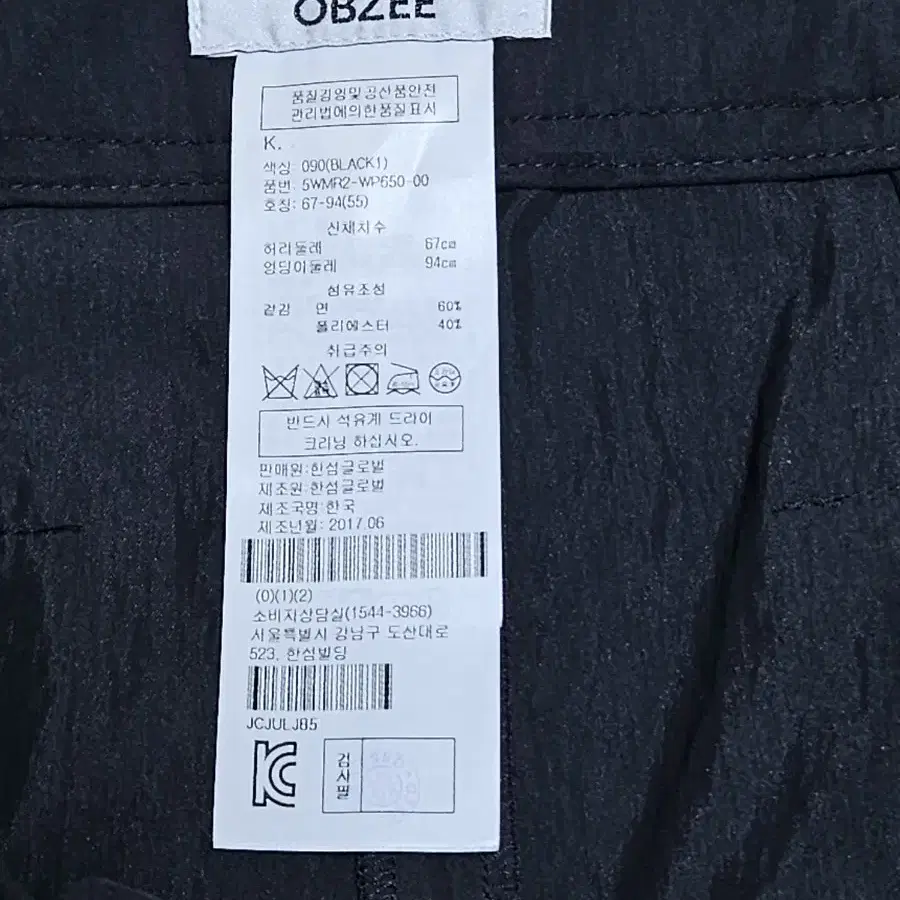 OBZEE
품질경영및공산품안전
관리법에의한품질표시
K.
색상: 090(BLACK1)
품번: 5WMR2-WP650-00
호칭: 67-94(55)
신체치수
허리둘레 67cm
엉덩이둘레 94cm
섬유조성
겉감 면 60%
폴리에스터 40%
취급주의
반드시 석유계 드라이
크리닝 하십시오.
판매원:한섬글로벌
제조원:한섬글로벌
제조국명:한국
제조년월: 2017.06
(0)(1)(2)
소비자상담실(1544-3966)
서울특별시 강남구 도산대로
523, 한섬빌딩
JCJULJ85
검사필